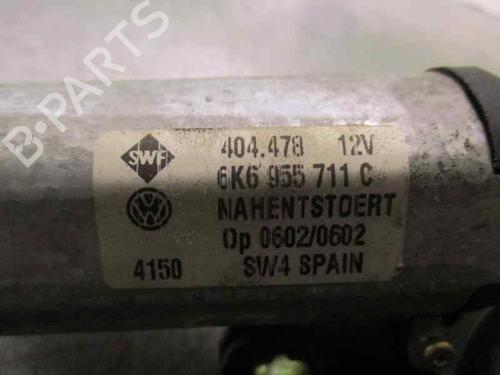 B-PARTS
SWF 404.478 12V
6K6 955 711 C
NAHENTSTOERT
Op 0602/0602
4150 SW4 SPAIN